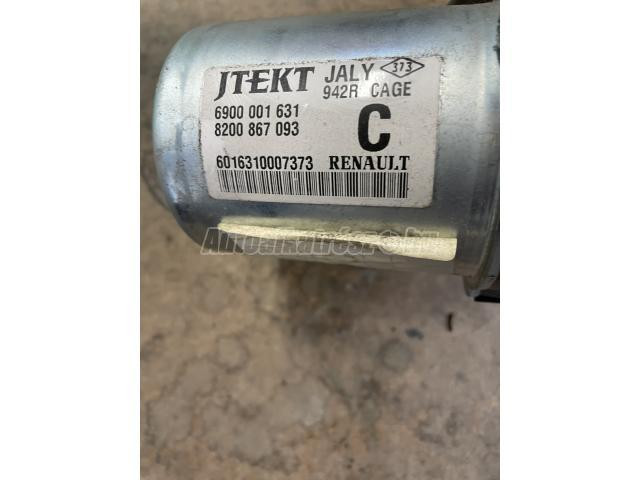 JTEKT JALY 373
942R CAGE
6900 001 631
8200 867 093 C
6016310007373 RENAULT